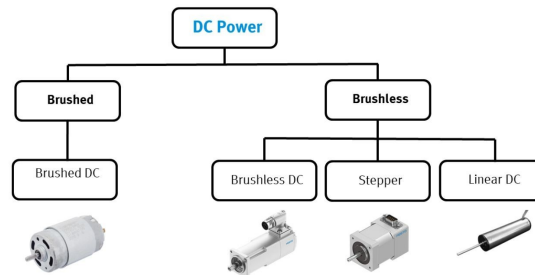 DC Power
Brushed
Brushless
Brushed DC
Brushless DC
Stepper
Linear DC